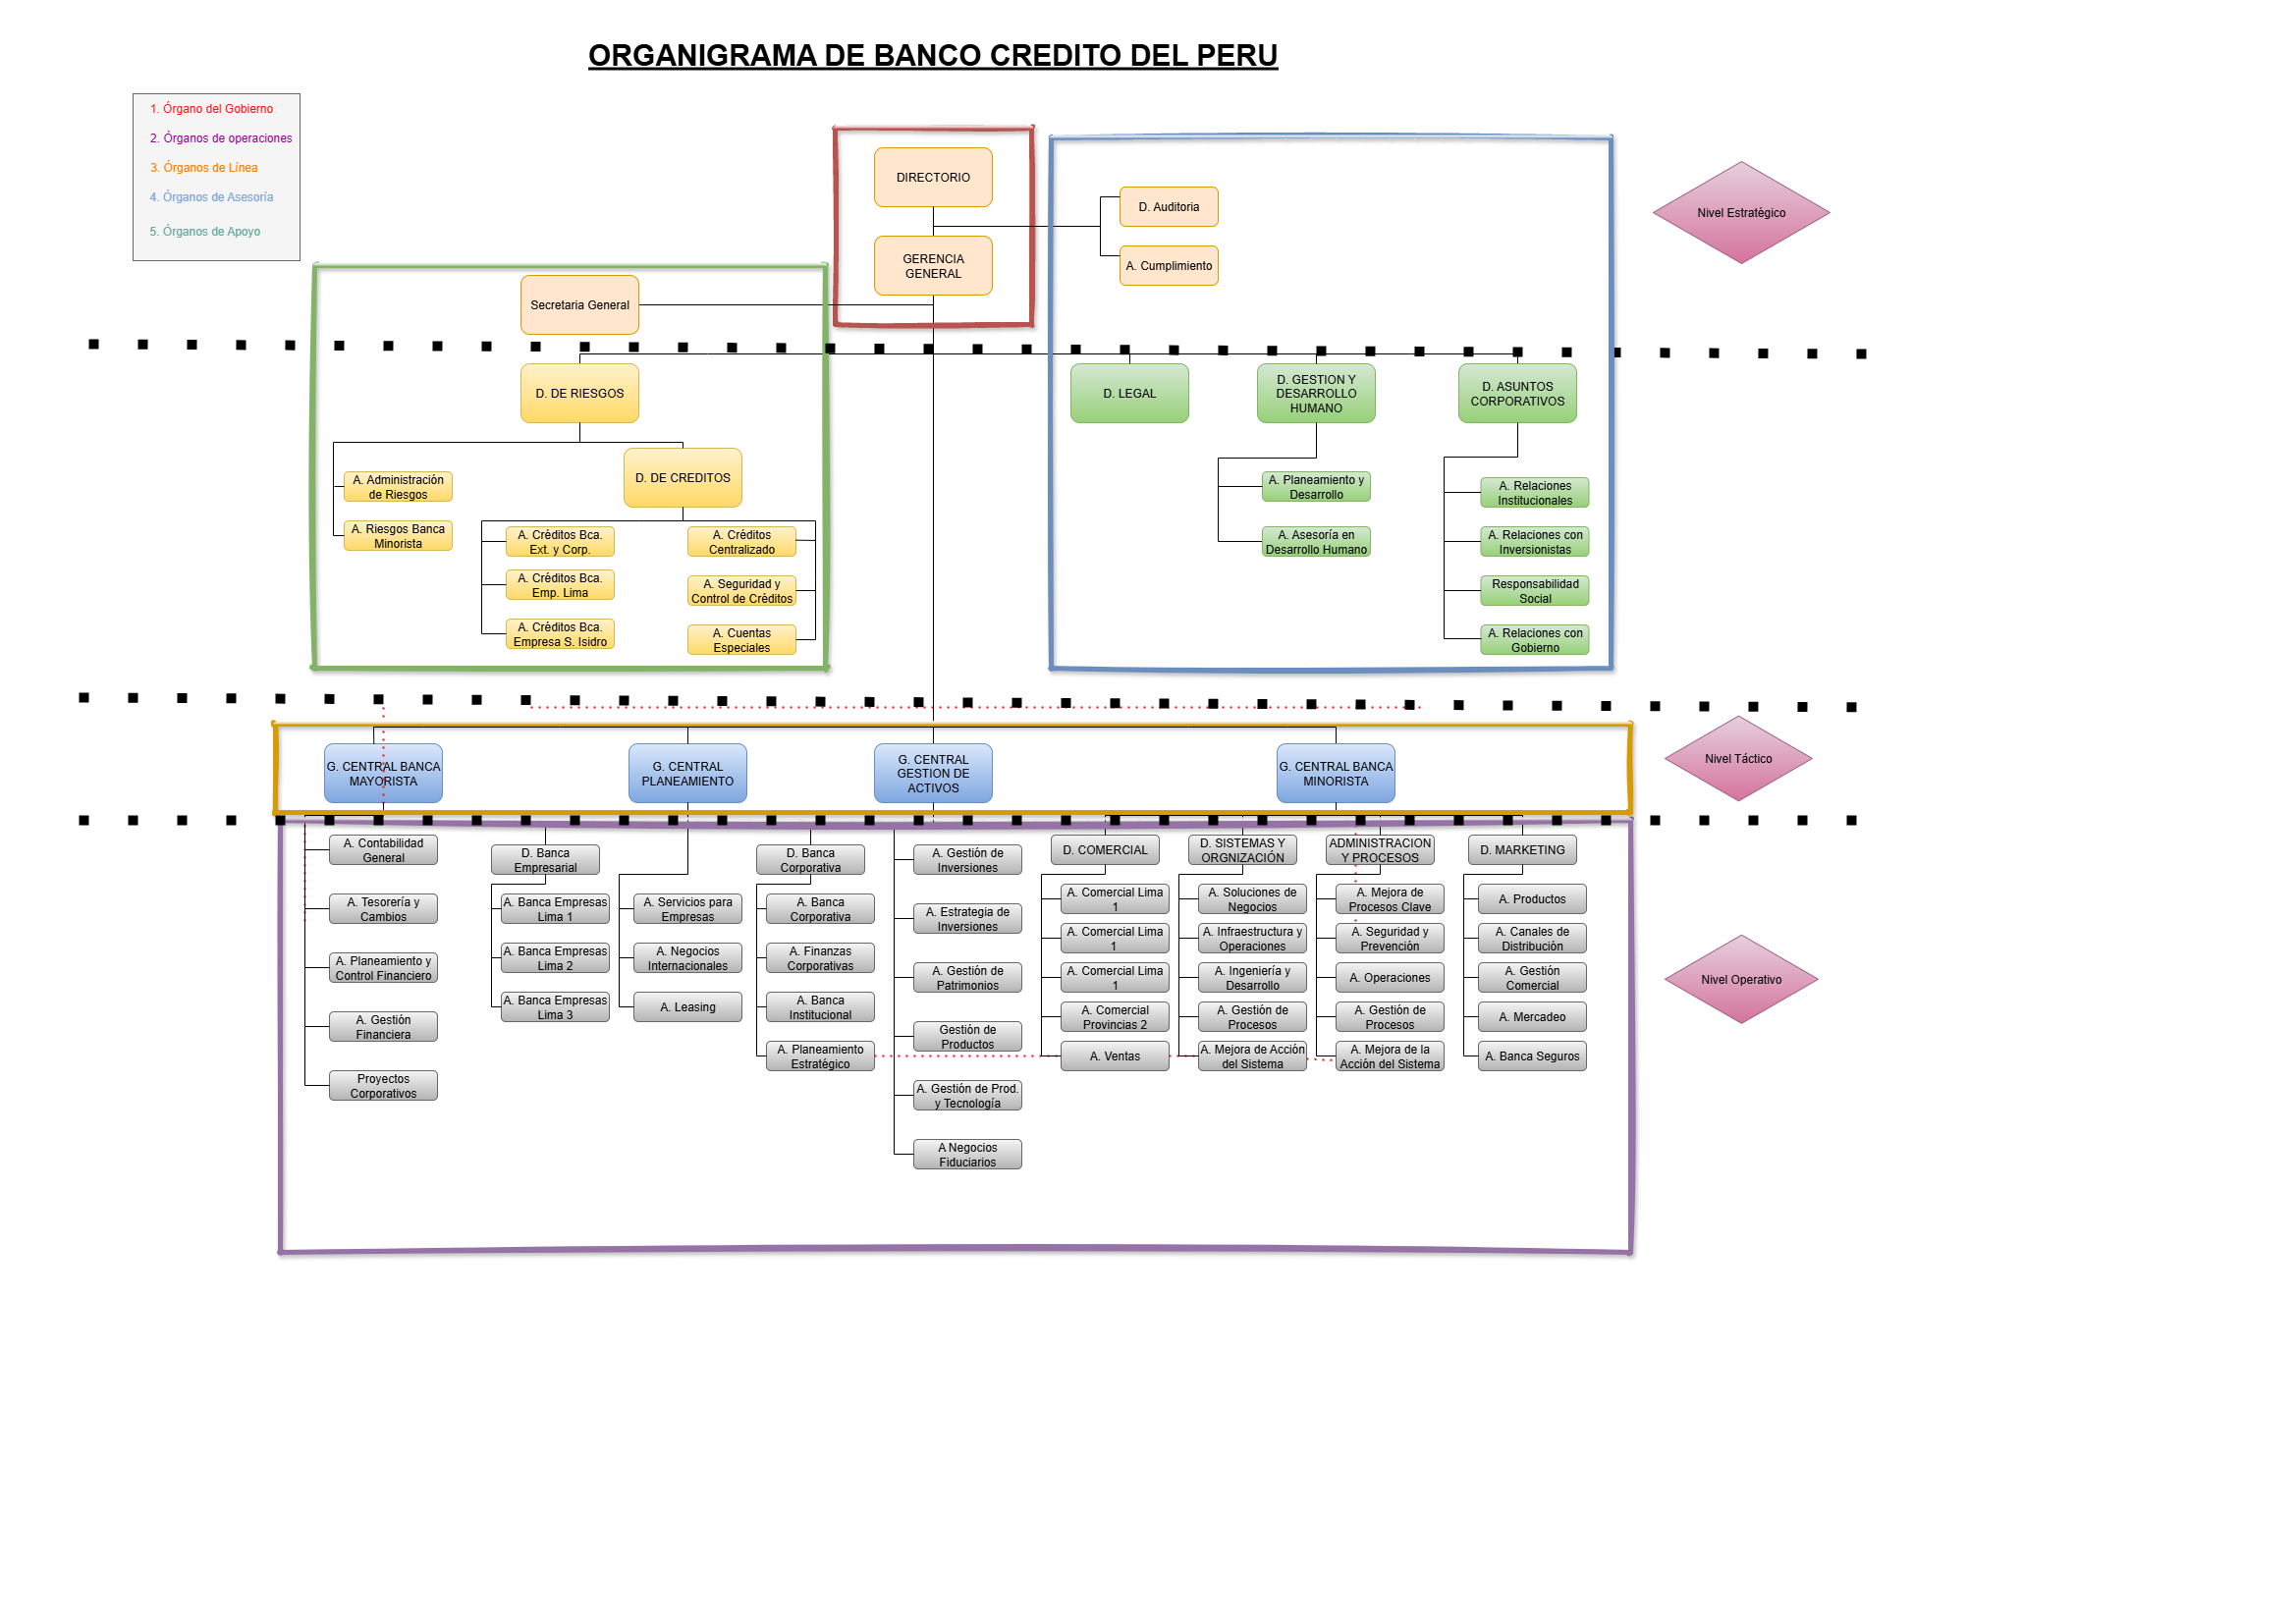 ORGANIGRAMA DE BANCO CREDITO DEL PERU
1. Órgano del Gobierno
2. Órganos de operaciones
3. Órganos de Línea
4. Órganos de Asesoría
5. Órganos de Apoyo
DIRECTORIO
D. Auditoria
Nivel Estratégico
GERENCIA
GENERAL
A. Cumplimiento
Secretaria General
D. DE RIESGOS
D. LEGAL
D. GESTION Y
DESARROLLO
HUMANO
D. ASUNTOS
CORPORATIVOS
A. Administración
de Riesgos
A. Riesgos Banca
Minorista
D. DE CREDITOS
A. Créditos Bca.
Ext. y Corp.
A. Créditos Bca.
Emp. Lima
A. Créditos Bca.
Empresa S. Isidro
A. Créditos
Centralizado
A. Seguridad y
Control de Créditos
A. Cuentas
Especiales
A. Planeamiento y
Desarrollo
A. Asesoría en
Desarrollo Humano
A. Relaciones
Institucionales
A. Relaciones con
Inversionistas
Responsabilidad
Social
A. Relaciones con
Gobierno
G. CENTRAL BANCA
MAYORISTA
G. CENTRAL
PLANEAMIENTO
G. CENTRAL
GESTION DE
ACTIVOS
G. CENTRAL BANCA
MINORISTA
Nivel Táctico
A. Contabilidad
General
A. Tesorería y
Cambios
A. Planeamiento y
Control Financiero
A. Gestión
Financiera
Proyectos
Corporativos
D. Banca
Empresarial
A. Banca Empresas
Lima 1
A. Banca Empresas
Lima 2
A. Banca Empresas
Lima 3
A. Servicios para
Empresas
A. Negocios
Internacionales
A. Leasing
D. Banca
Corporativa
A. Banca
Corporativa
A. Finanzas
Corporativas
A. Banca
Institucional
A. Planeamiento
Estratégico
A. Gestión de
Inversiones
A. Estrategia de
Inversiones
A. Gestión de
Patrimonios
Gestión de
Productos
A. Gestión de Prod.
y Tecnología
A Negocios
Fiduciarios
D. COMERCIAL
A. Comercial Lima
1
A. Comercial Lima
1
A. Comercial Lima
1
A. Comercial
Provincias 2
A. Ventas
D. SISTEMAS Y
ORGNIZACIÓN
A. Soluciones de
Negocios
A. Infraestructura y
Operaciones
A. Ingeniería y
Desarrollo
A. Gestión de
Procesos
A. Mejora de Acción
del Sistema
ADMINISTRACION
Y PROCESOS
A. Mejora de
Procesos Clave
A. Seguridad y
Prevención
A. Operaciones
A. Gestión de
Procesos
A. Mejora de la
Acción del Sistema
D. MARKETING
A. Productos
A. Canales de
Distribución
A. Gestión
Comercial
A. Mercadeo
A. Banca Seguros
Nivel Operativo